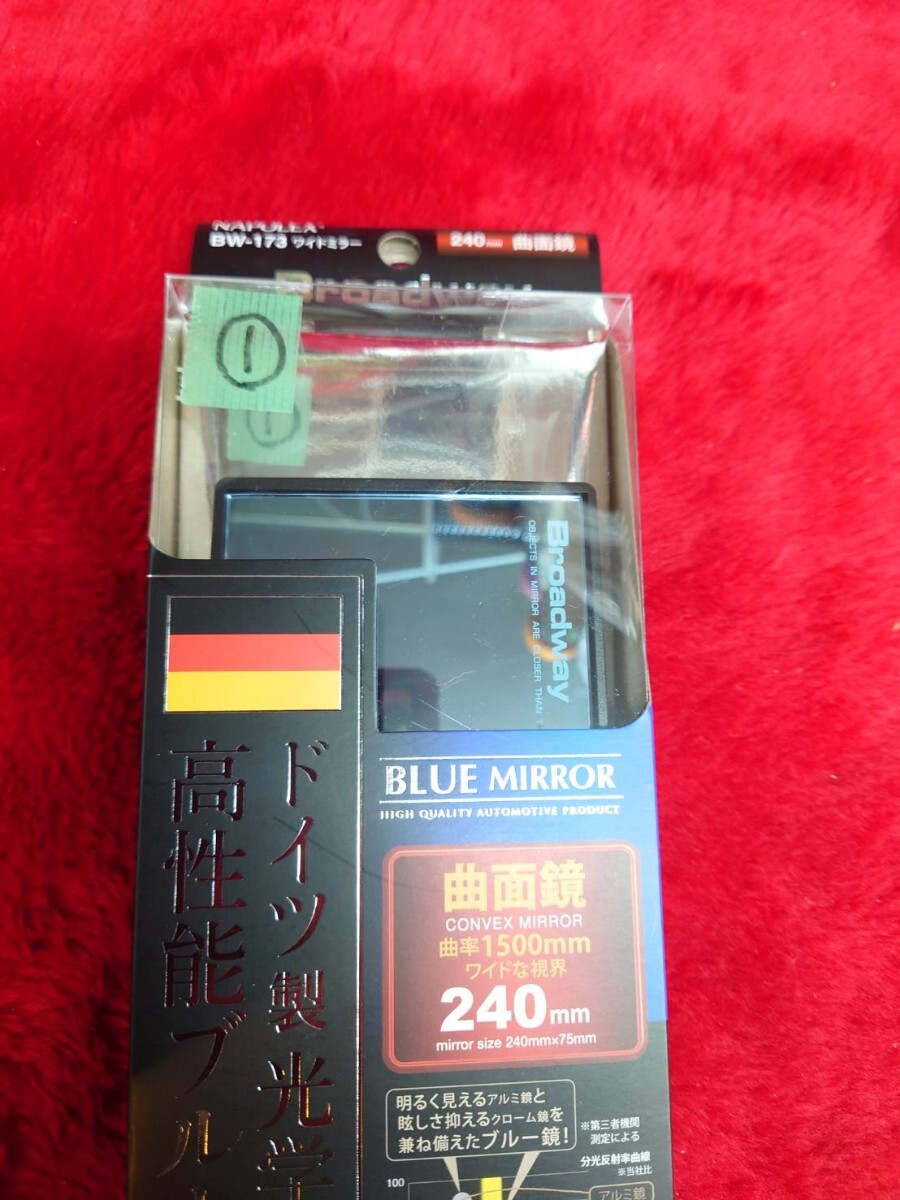 NAPOLEX
BW-173 ワイドミラー
240mm 曲面鏡
Broadway
①
①
Broadway
OBJECTS IN MIRROR ARE CLOSER THAN
ドイツ製光学
高性能ブル
BLUE MIRROR
HIGH QUALITY AUTOMOTIVE PRODUCT
曲面鏡
CONVEX MIRROR
曲率1500mm
ワイドな視界
240mm
mirror size 240mm×75mm
明るく見えるアルミ鏡と
眩しさ抑えるクローム鏡を
兼ね備えたブルー鏡!
※第三者機関
測定による
分光反射率曲線
※当社比
100
アルミ鏡